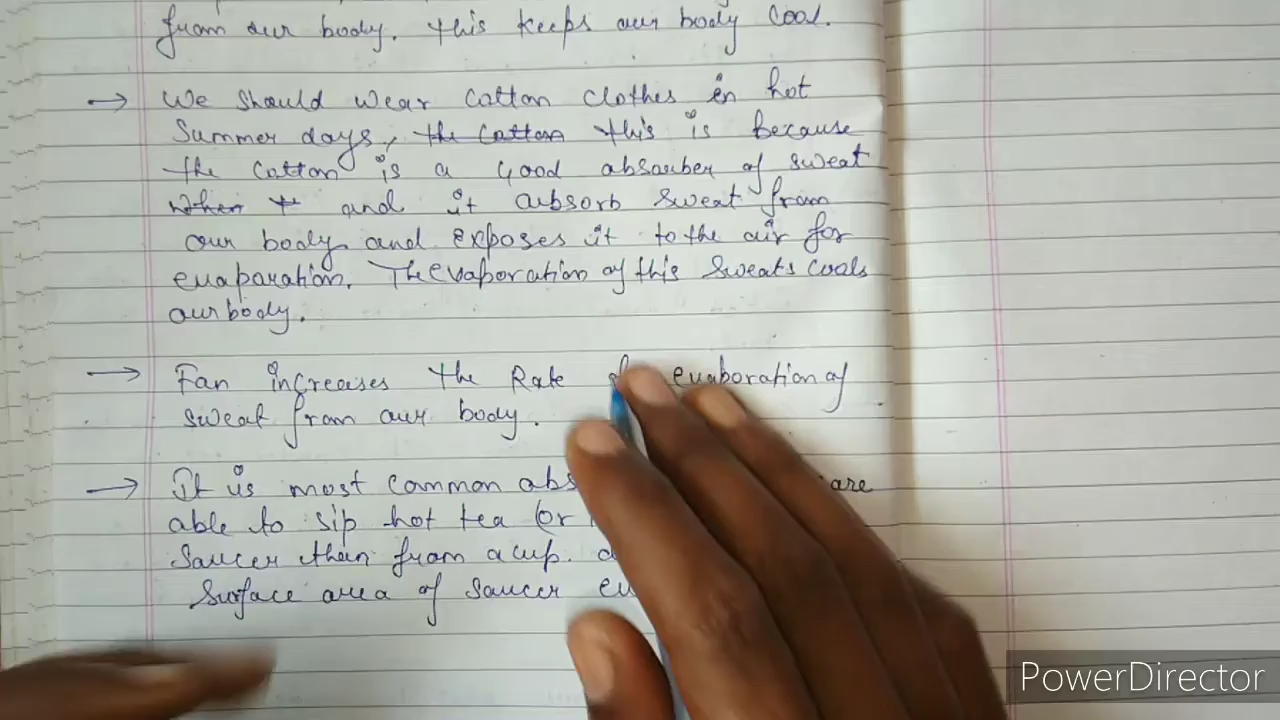 from our body. This keeps our body cool.
→ We should wear cotton clothes in hot
Summer days, the cotton this is because
the cotton is a good absorber of sweat
when and it absorb sweat from
our body and exposes it to the air for
evaporation. The evaporation of this sweats cools
our body.
→ Fan increases the Rate of evaboration of
sweat from our body.
→ It is most common are
able to sip hot tea (or
saucer then from a cup.
Surface area of saucer
PowerDirector